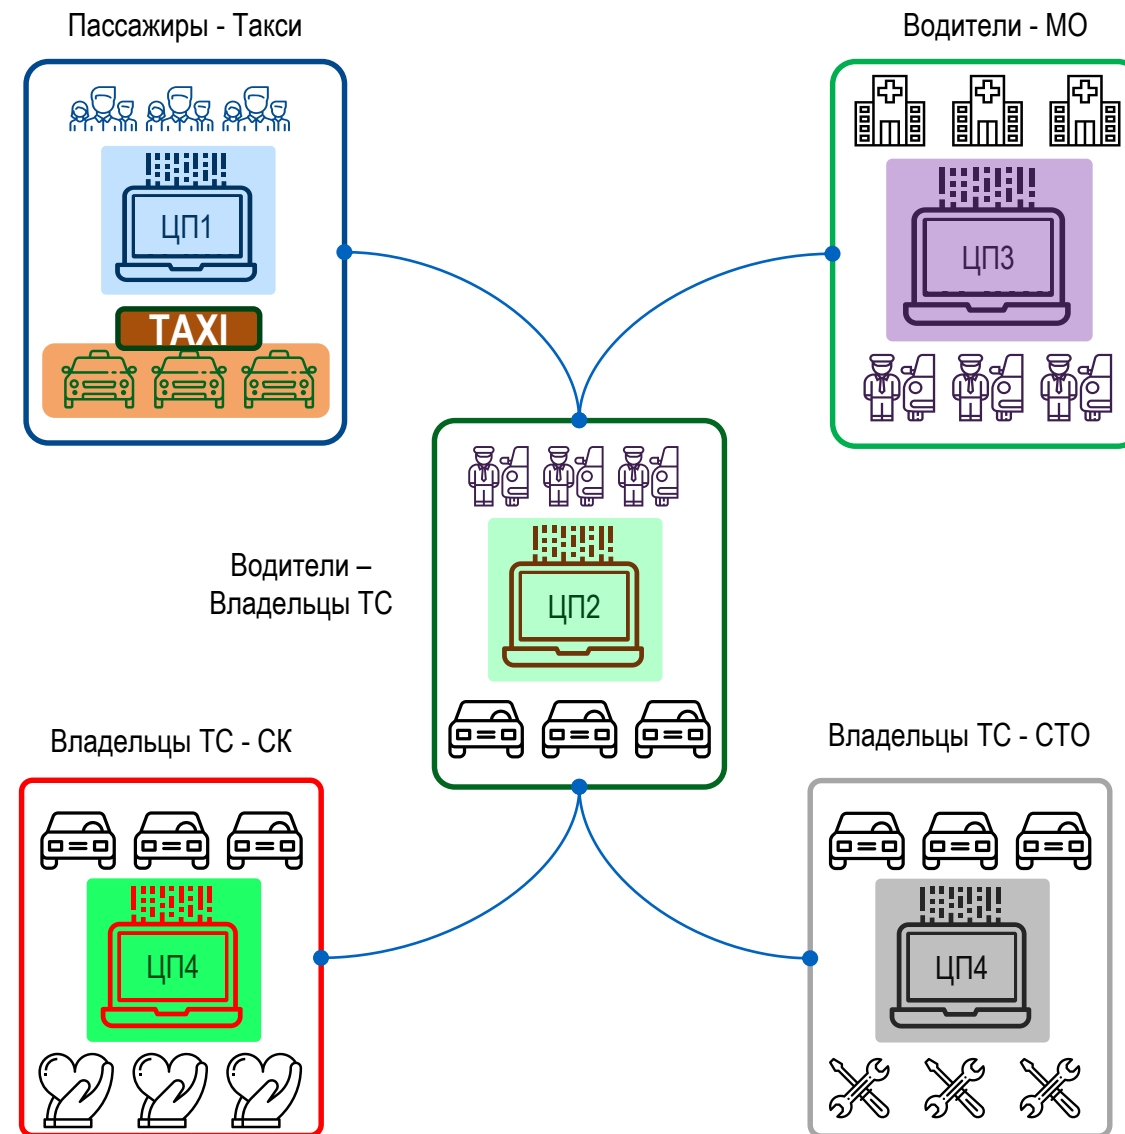 Пассажиры - Такси
Водители - МО
ЦП1
ЦП3
TAXI
Водители –
Владельцы ТС
ЦП2
Владельцы ТС - СК
Владельцы ТС - СТО
ЦП4
ЦП4